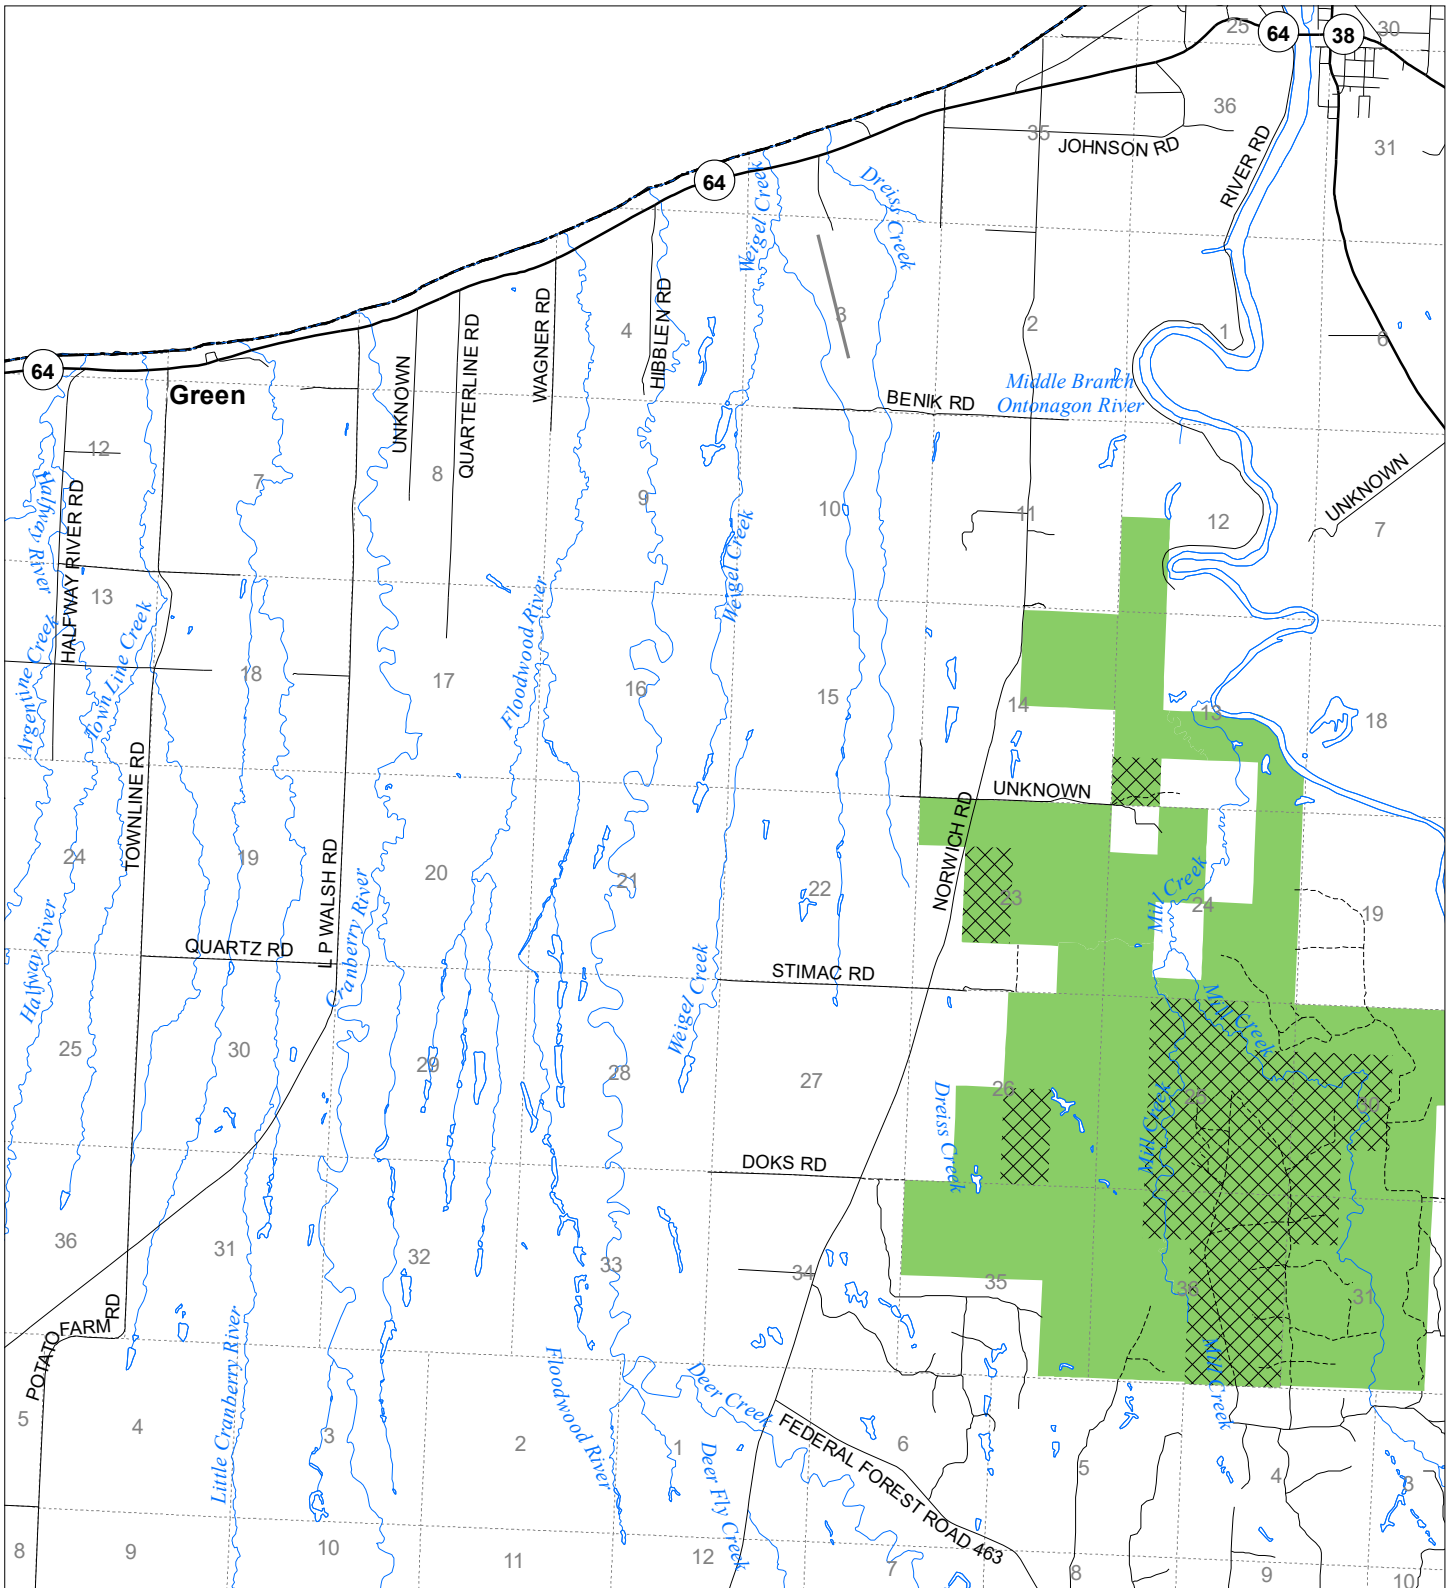 25
64
38
30
36
35
JOHNSON RD
31
RIVER RD
64
Dreiss Creek
Weigel Creek
4
HIBBLEN RD
3
2
1
6
WAGNER RD
QUARTERLINE RD
UNKNOWN
64
Green
Middle Branch
Ontonagon River
BENIK RD
12
7
8
9
10
11
12
7
UNKNOWN
Halfway River
HALFWAY RIVER RD
Weigel Creek
13
Floodwood River
Town Line Creek
Argentine Creek
18
17
16
15
14
13
18
TOWNLINE RD
UNKNOWN
NORWICH RD
24
19
L P WALSH RD
20
21
22
23
Mill Creek
24
19
Cranberry River
Halfway River
QUARTZ RD
STIMAC RD
Weigel Creek
Mill Creek
25
30
29
28
27
26
25
30
Dreiss Creek
Mill Creek
DOKS RD
36
31
32
33
34
35
36
31
FARM RD
POTATO
Little Cranberry River
Floodwood River
Deer Creek
Mill Creek
5
4
3
2
1
6
5
4
3
Deer Fly Creek
FEDERAL FOREST ROAD 463
8
9
10
11
12
7
8
9
10